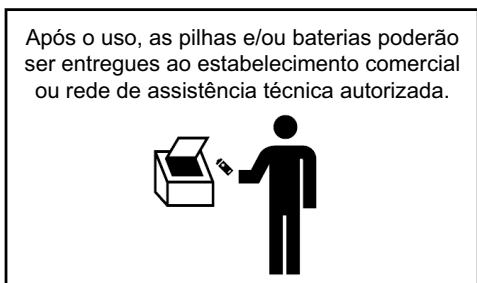 Após o uso, as pilhas e/ou baterias poderão
ser entregues ao estabelecimento comercial
ou rede de assistência técnica autorizada.